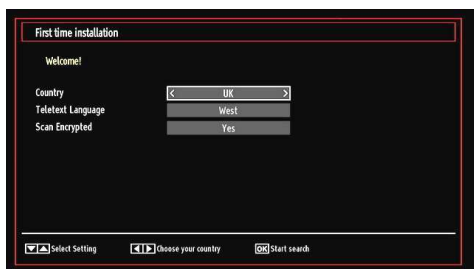 First time installation
Welcome!
Country < UK >
Teletext Language West
Scan Encrypted Yes
Select Setting Choose your country OK Start search